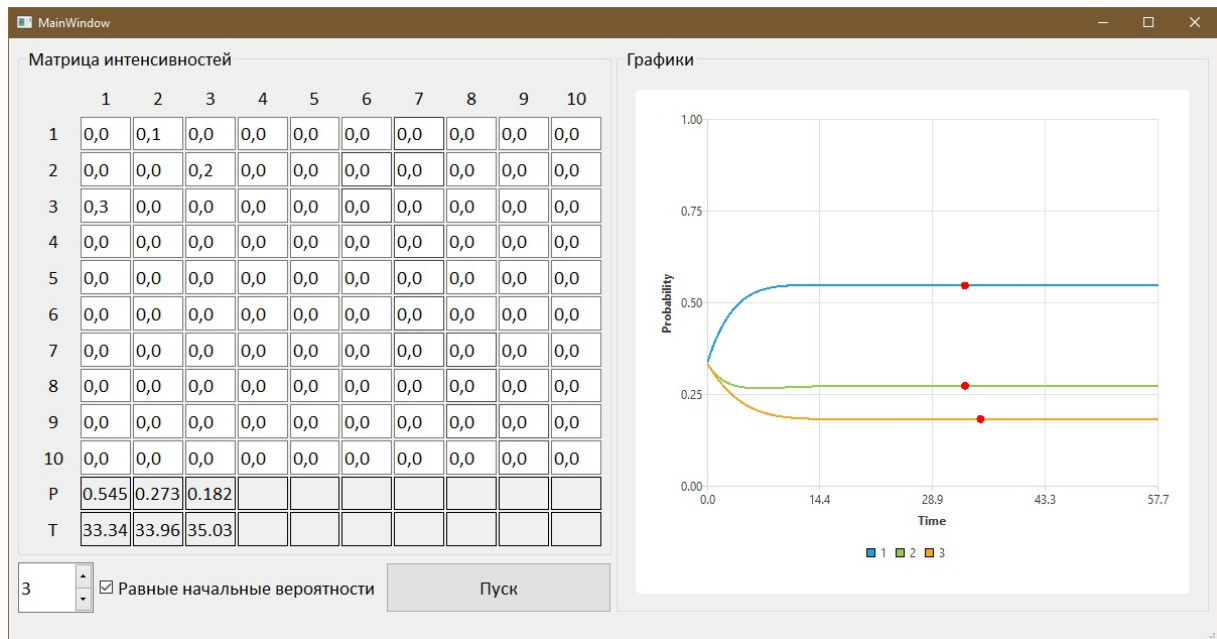 MainWindow
Матрица интенсивностей
1 2 3 4 5 6 7 8 9 10
1 0,0 0,1 0,0 0,0 0,0 0,0 0,0 0,0 0,0 0,0
2 0,0 0,0 0,2 0,0 0,0 0,0 0,0 0,0 0,0 0,0
3 0,3 0,0 0,0 0,0 0,0 0,0 0,0 0,0 0,0 0,0
4 0,0 0,0 0,0 0,0 0,0 0,0 0,0 0,0 0,0 0,0
5 0,0 0,0 0,0 0,0 0,0 0,0 0,0 0,0 0,0 0,0
6 0,0 0,0 0,0 0,0 0,0 0,0 0,0 0,0 0,0 0,0
7 0,0 0,0 0,0 0,0 0,0 0,0 0,0 0,0 0,0 0,0
8 0,0 0,0 0,0 0,0 0,0 0,0 0,0 0,0 0,0 0,0
9 0,0 0,0 0,0 0,0 0,0 0,0 0,0 0,0 0,0 0,0
10 0,0 0,0 0,0 0,0 0,0 0,0 0,0 0,0 0,0 0,0
P 0.545 0.273 0.182
T 33.34 33.96 35.03
3
Равные начальные вероятности
Пуск
Графики
1.00
0.75
0.50
0.25
0.00
Probability
0.0 14.4 28.9 43.3 57.7
Time
1 2 3